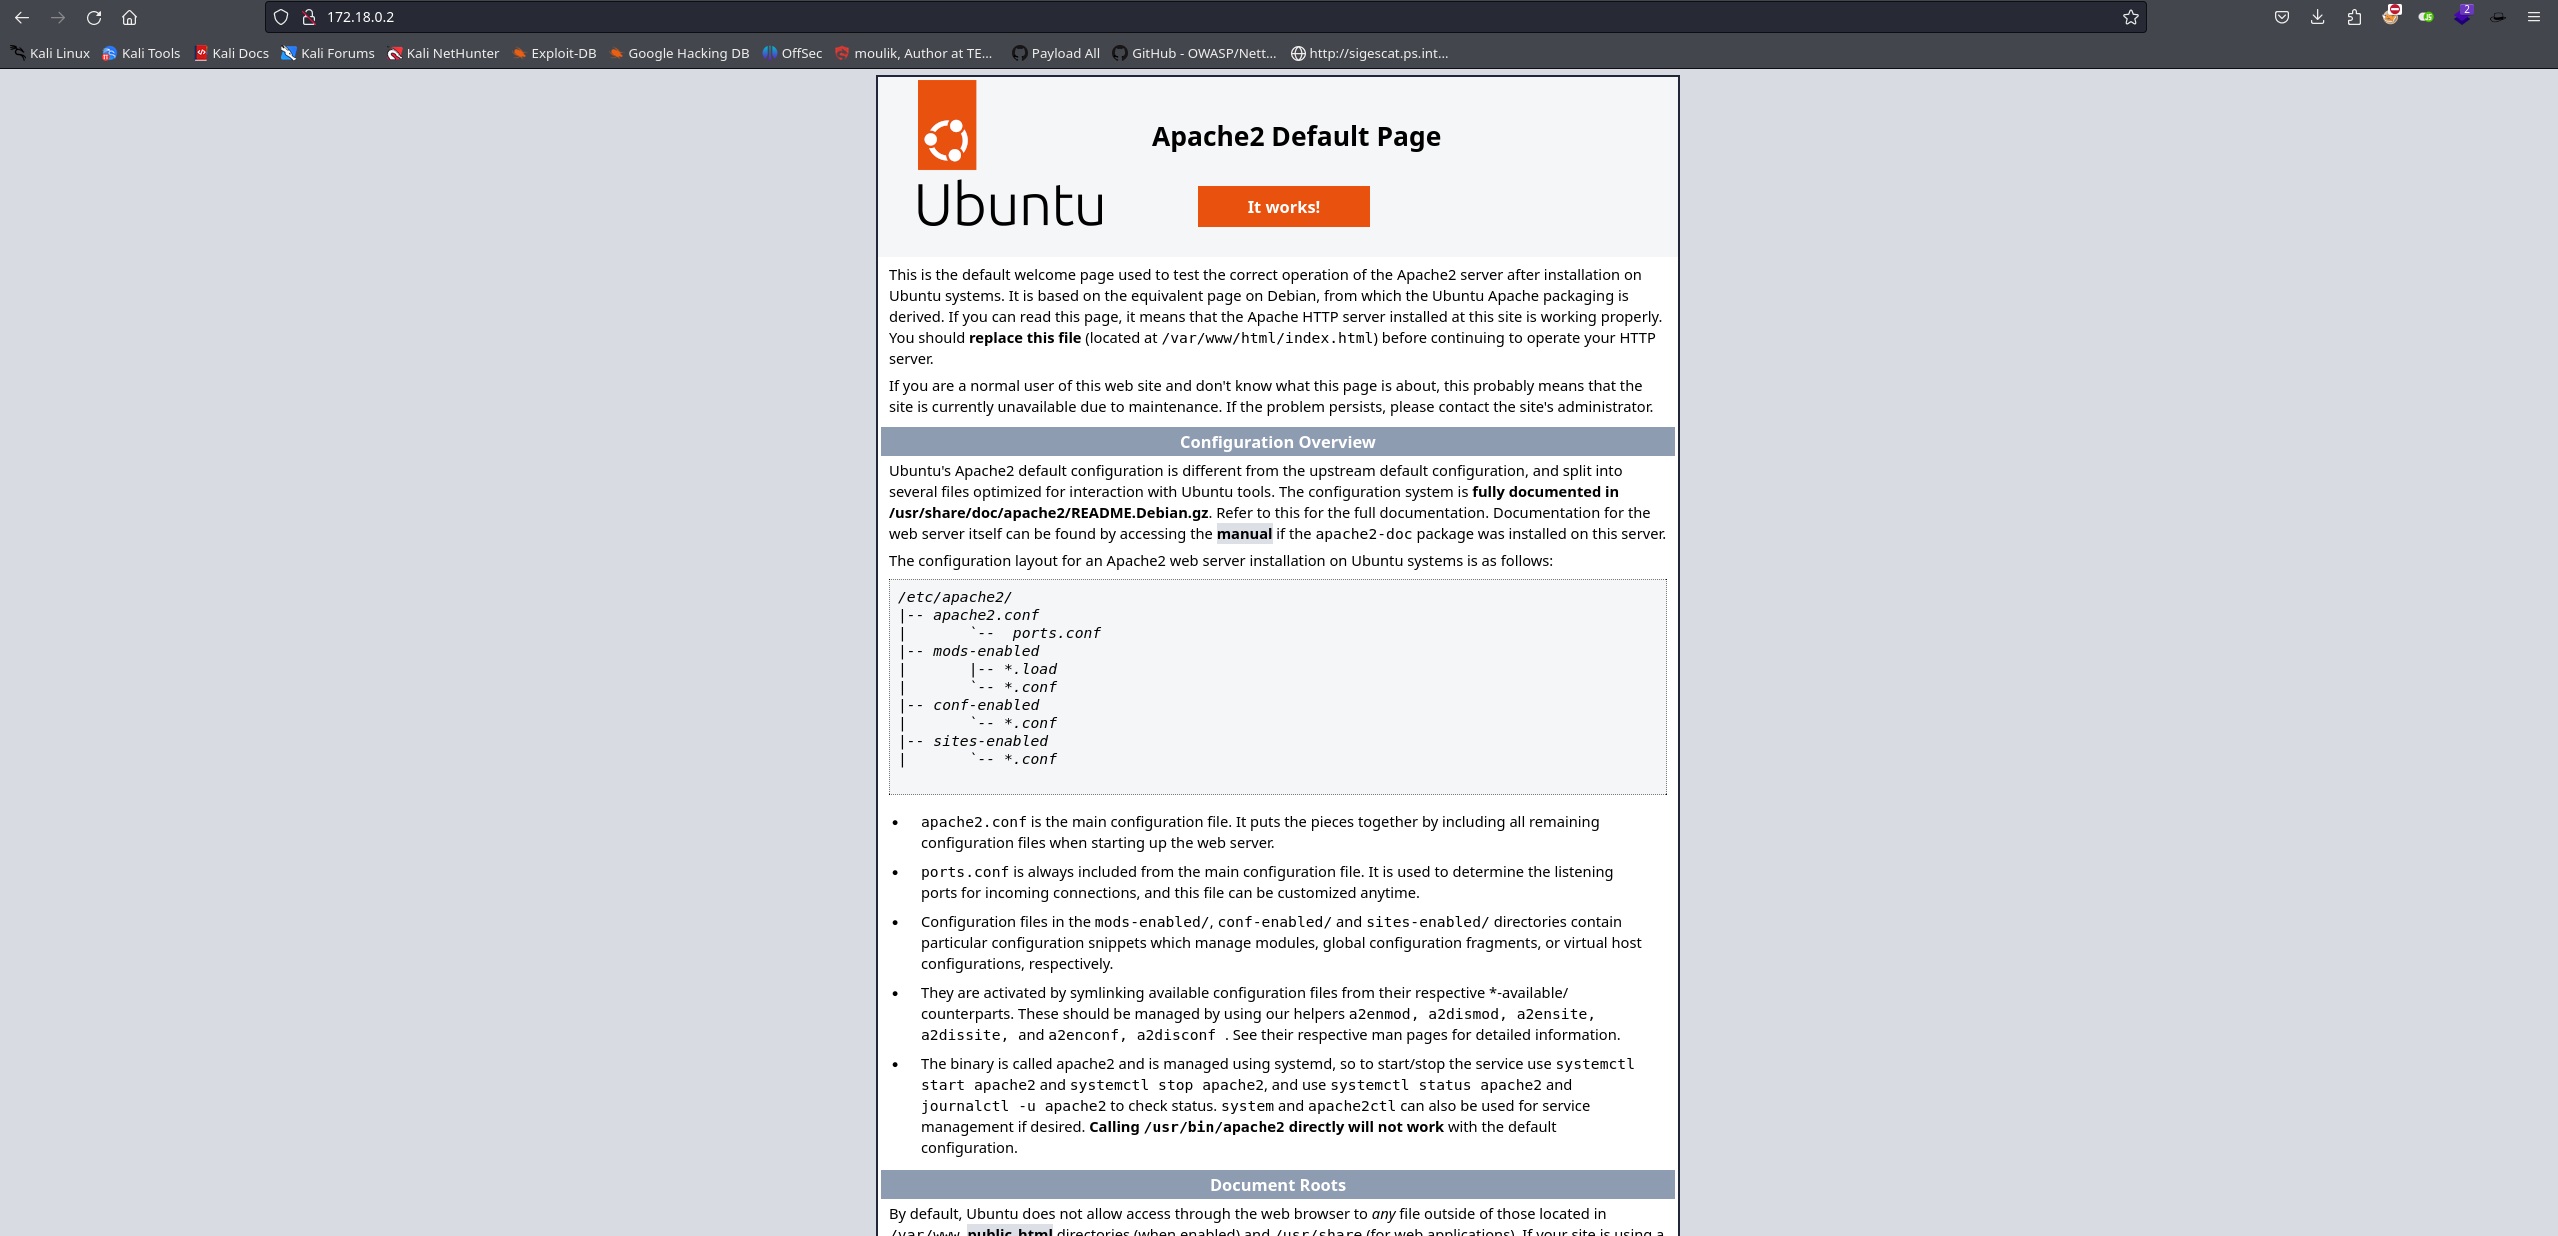 172.18.0.2
2
Kali Linux Kali Tools Kali Docs Kali Forums Kali NetHunter Exploit-DB Google Hacking DB OffSec moulik, Author at TE... Payload All GitHub - OWASP/Nett... http://sigescat.ps.int...
Apache2 Default Page
Ubuntu
It works!
This is the default welcome page used to test the correct operation of the Apache2 server after installation on
Ubuntu systems. It is based on the equivalent page on Debian, from which the Ubuntu Apache packaging is
derived. If you can read this page, it means that the Apache HTTP server installed at this site is working properly.
You should replace this file (located at /var/www/html/index.html) before continuing to operate your HTTP
server.
If you are a normal user of this web site and don't know what this page is about, this probably means that the
site is currently unavailable due to maintenance. If the problem persists, please contact the site's administrator.
Configuration Overview
Ubuntu's Apache2 default configuration is different from the upstream default configuration, and split into
several files optimized for interaction with Ubuntu tools. The configuration system is fully documented in
/usr/share/doc/apache2/README.Debian.gz. Refer to this for the full documentation. Documentation for the
web server itself can be found by accessing the manual if the apache2-doc package was installed on this server.
The configuration layout for an Apache2 web server installation on Ubuntu systems is as follows:
/etc/apache2/
|-- apache2.conf
|       `--  ports.conf
|-- mods-enabled
|       |-- *.load
|       `-- *.conf
|-- conf-enabled
|       `-- *.conf
|-- sites-enabled
|       `-- *.conf
• apache2.conf is the main configuration file. It puts the pieces together by including all remaining
configuration files when starting up the web server.
• ports.conf is always included from the main configuration file. It is used to determine the listening
ports for incoming connections, and this file can be customized anytime.
• Configuration files in the mods-enabled/, conf-enabled/ and sites-enabled/ directories contain
particular configuration snippets which manage modules, global configuration fragments, or virtual host
configurations, respectively.
• They are activated by symlinking available configuration files from their respective *-available/
counterparts. These should be managed by using our helpers a2enmod, a2dismod, a2ensite,
a2dissite, and a2enconf, a2disconf . See their respective man pages for detailed information.
• The binary is called apache2 and is managed using systemd, so to start/stop the service use systemctl
start apache2 and systemctl stop apache2, and use systemctl status apache2 and
journalctl -u apache2 to check status. system and apache2ctl can also be used for service
management if desired. Calling /usr/bin/apache2 directly will not work with the default
configuration.
Document Roots
By default, Ubuntu does not allow access through the web browser to any file outside of those located in
/var/www, public_html directories (when enabled) and /usr/share (for web applications). If your site is using a